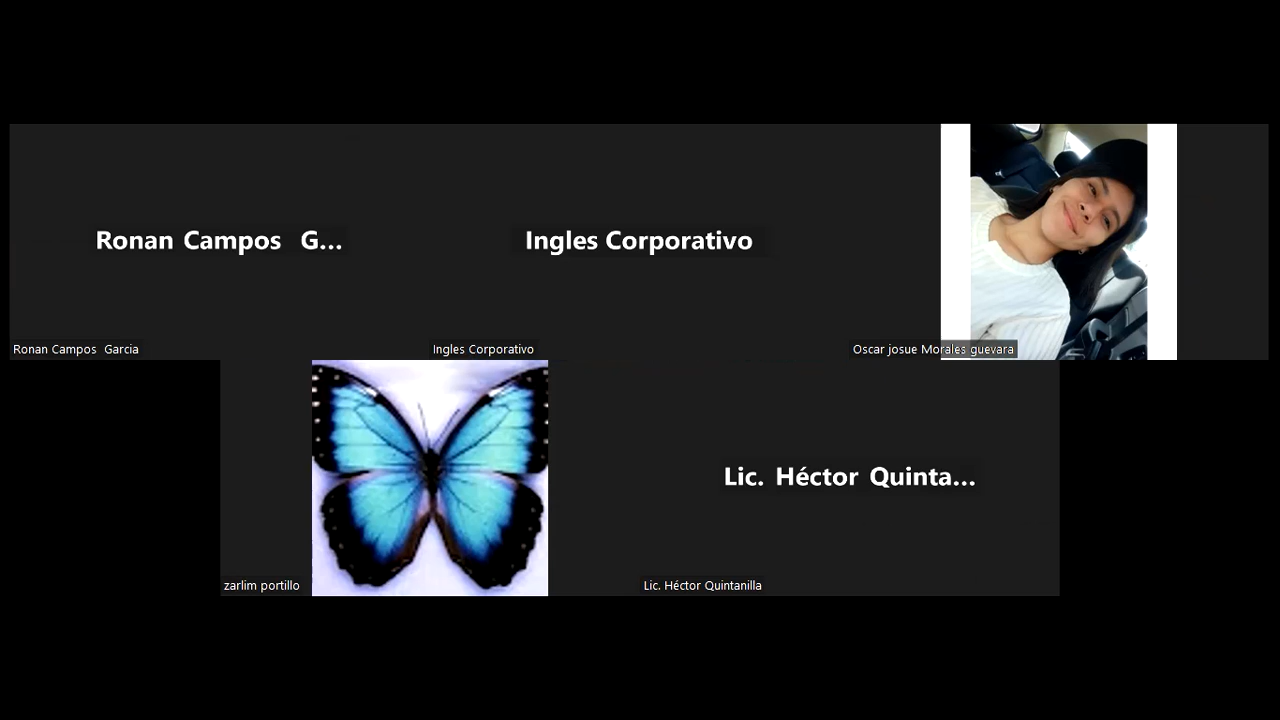 Ronan Campos G...
Ingles Corporativo
Ronan Campos Garcia
Ingles Corporativo
Oscar josue Morales guevara
Lic. Héctor Quinta...
zarlim portillo
Lic. Héctor Quintanilla